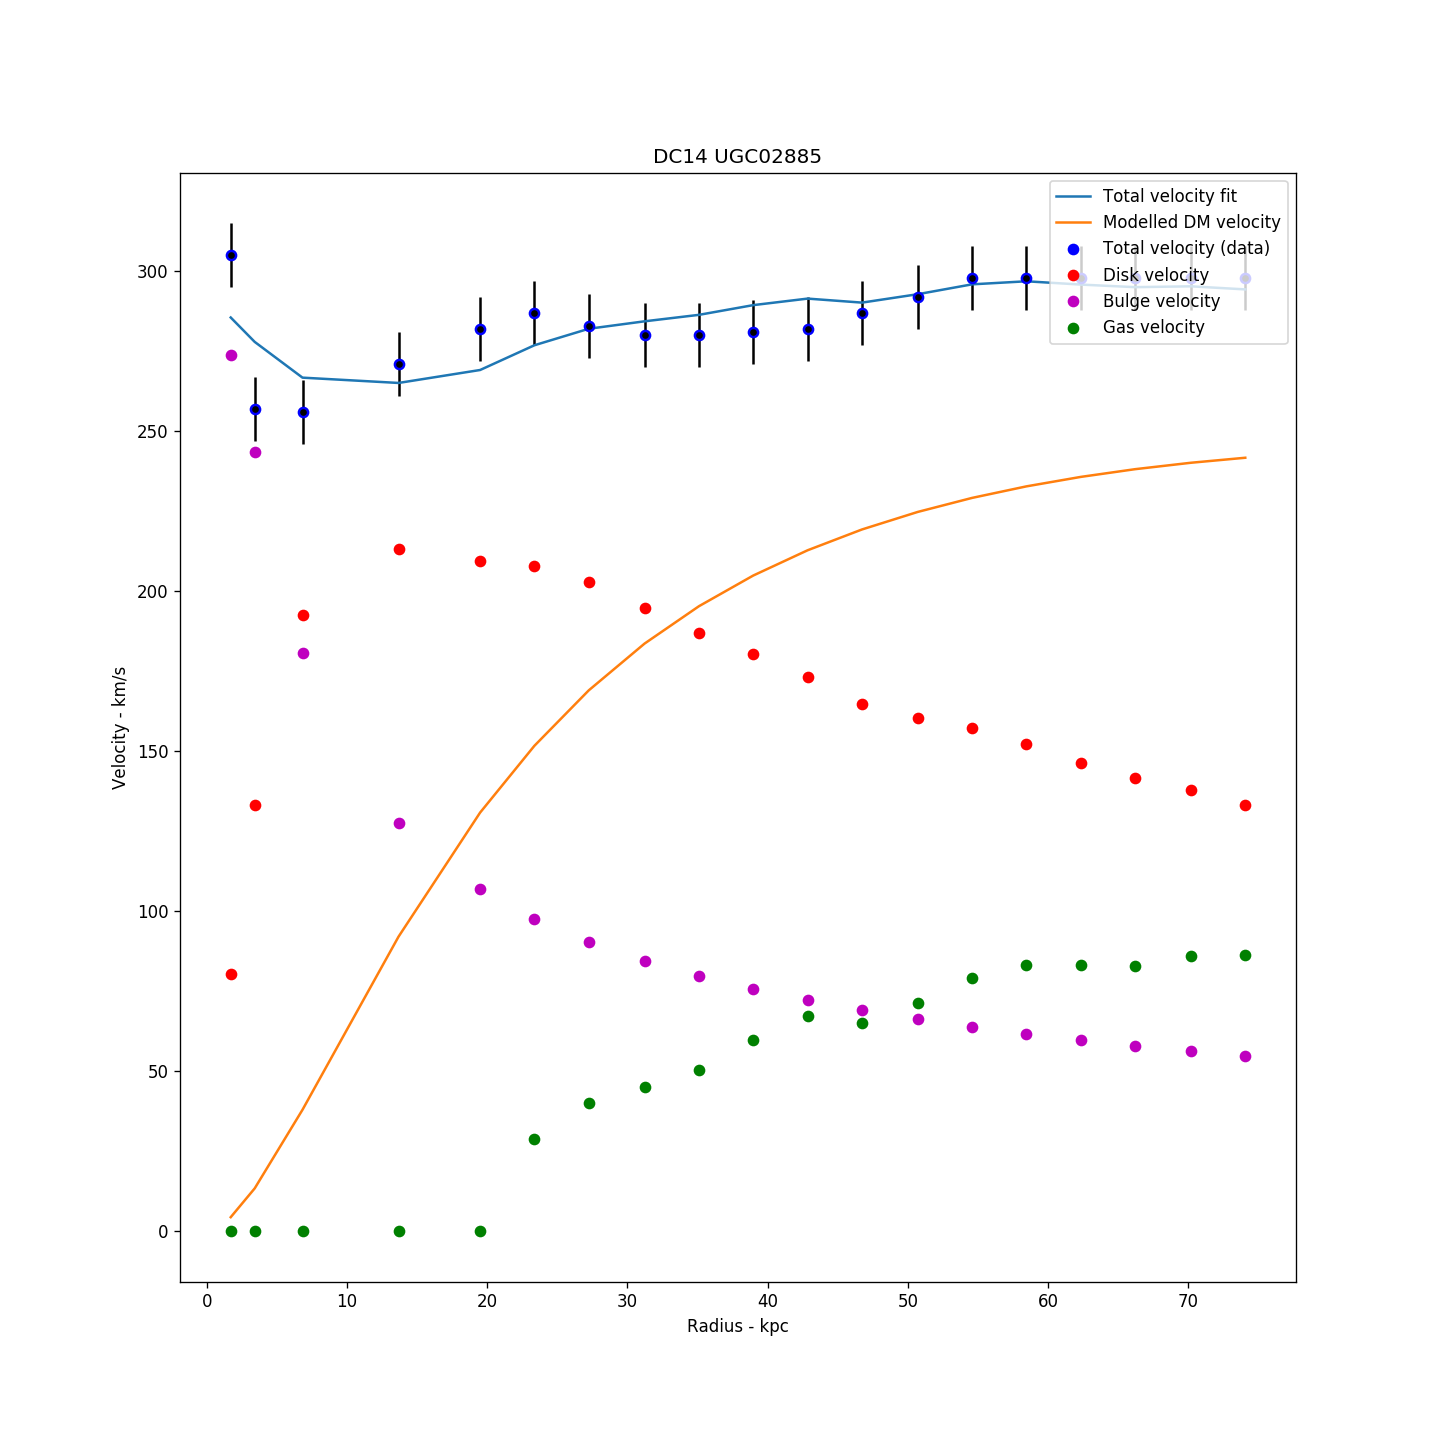 DC14 UGC02885
Total velocity fit
Modelled DM velocity
Total velocity (data)
Disk velocity
Bulge velocity
Gas velocity
300
250
200
150
100
50
0
Velocity - km/s
0 10 20 30 40 50 60 70
Radius - kpc